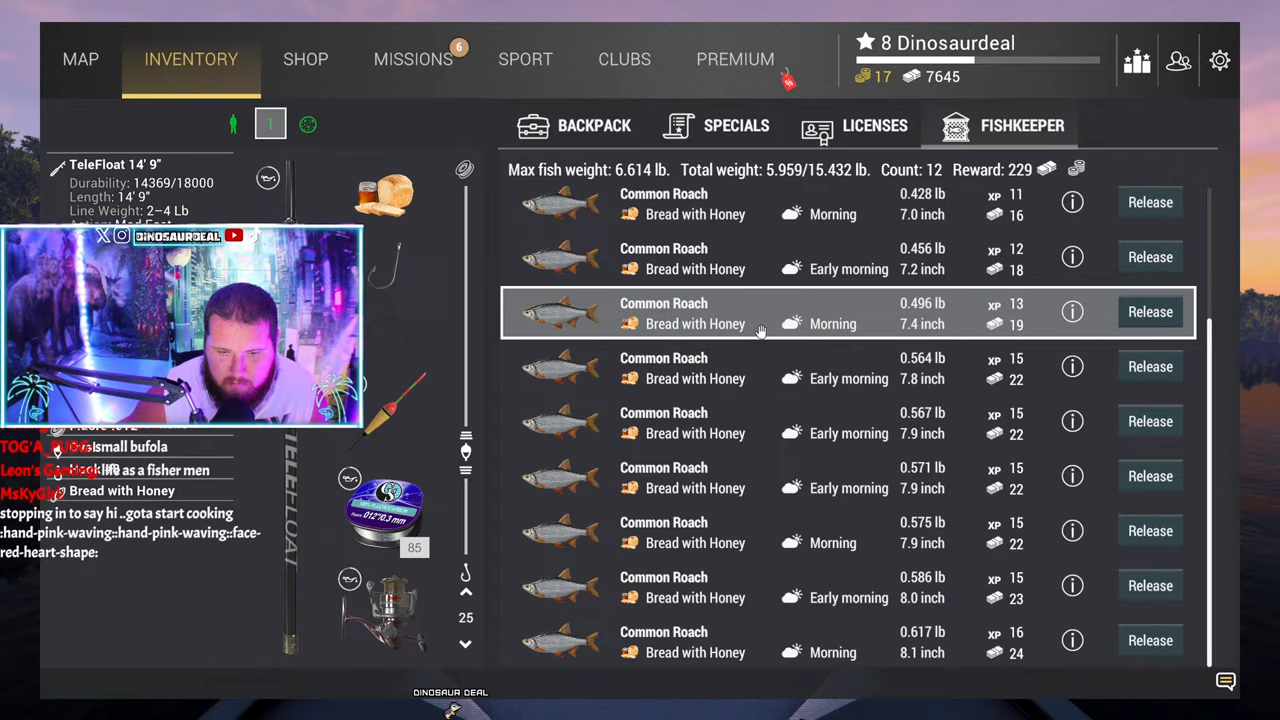 MAP
INVENTORY
SHOP
MISSIONS
6
SPORT
CLUBS
PREMIUM
8 Dinosaurdeal
17
7645
1
BACKPACK
SPECIALS
LICENSES
FISHKEEPER
TeleFloat 14' 9"
Durability: 14369/18000
Length: 14' 9"
Line Weight: 2–4 Lb
DINOSAURDEAL
Max fish weight: 6.614 lb. Total weight: 5.959/15.432 lb. Count: 12 Reward: 229
Common Roach 0.428 lb XP 11
Bread with Honey Morning 7.0 inch 16
Release
Common Roach 0.456 lb XP 12
Bread with Honey Early morning 7.2 inch 18
Release
Common Roach 0.496 lb XP 13
Bread with Honey Morning 7.4 inch 19
Release
Common Roach 0.564 lb XP 15
Bread with Honey Early morning 7.8 inch 22
Release
Common Roach 0.567 lb XP 15
Bread with Honey Early morning 7.9 inch 22
Release
Common Roach 0.571 lb XP 15
Bread with Honey Early morning 7.9 inch 22
Release
Common Roach 0.575 lb XP 15
Bread with Honey Morning 7.9 inch 22
Release
Common Roach 0.586 lb XP 15
Bread with Honey Early morning 8.0 inch 23
Release
Common Roach 0.617 lb XP 16
Bread with Honey Morning 8.1 inch 24
Release
small bufola
life as a fisher men
Bread with Honey
stopping in to say hi ..gota start cooking
:hand-pink-waving::hand-pink-waving::face-
red-heart-shape:
TELEFLOAT
.012"/0.3 mm
85
25
DINOSAUR DEAL